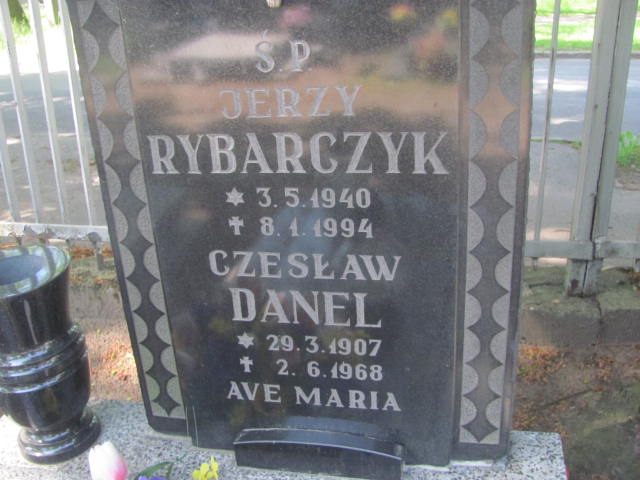 Ś.P.
JERZY
RYBARCZYK
* 3.5.1940
✝ 8.1.1994
CZESŁAW
DANEL
* 29.3.1907
✝ 2.6.1968
AVE MARIA